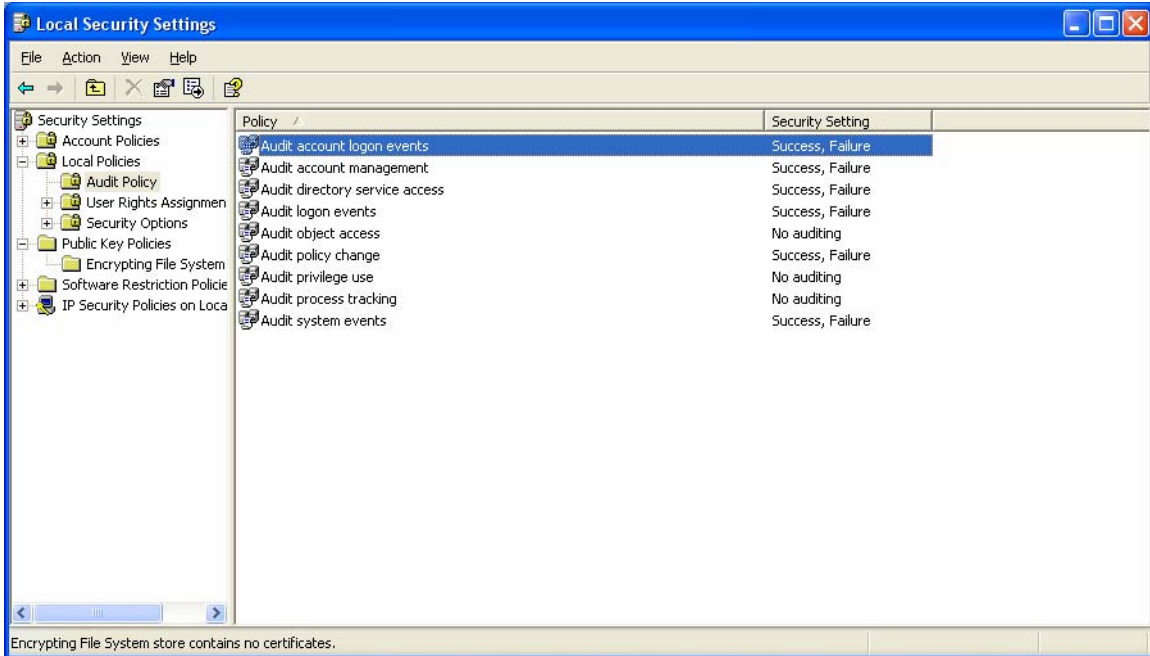 Local Security Settings
File Action View Help
Security Settings
Account Policies
Local Policies
Audit Policy
User Rights Assignmen
Security Options
Public Key Policies
Encrypting File System
Software Restriction Policie
IP Security Policies on Loca
Policy Security Setting
Audit account logon events Success, Failure
Audit account management Success, Failure
Audit directory service access Success, Failure
Audit logon events Success, Failure
Audit object access No auditing
Audit policy change Success, Failure
Audit privilege use No auditing
Audit process tracking No auditing
Audit system events Success, Failure
Encrypting File System store contains no certificates.